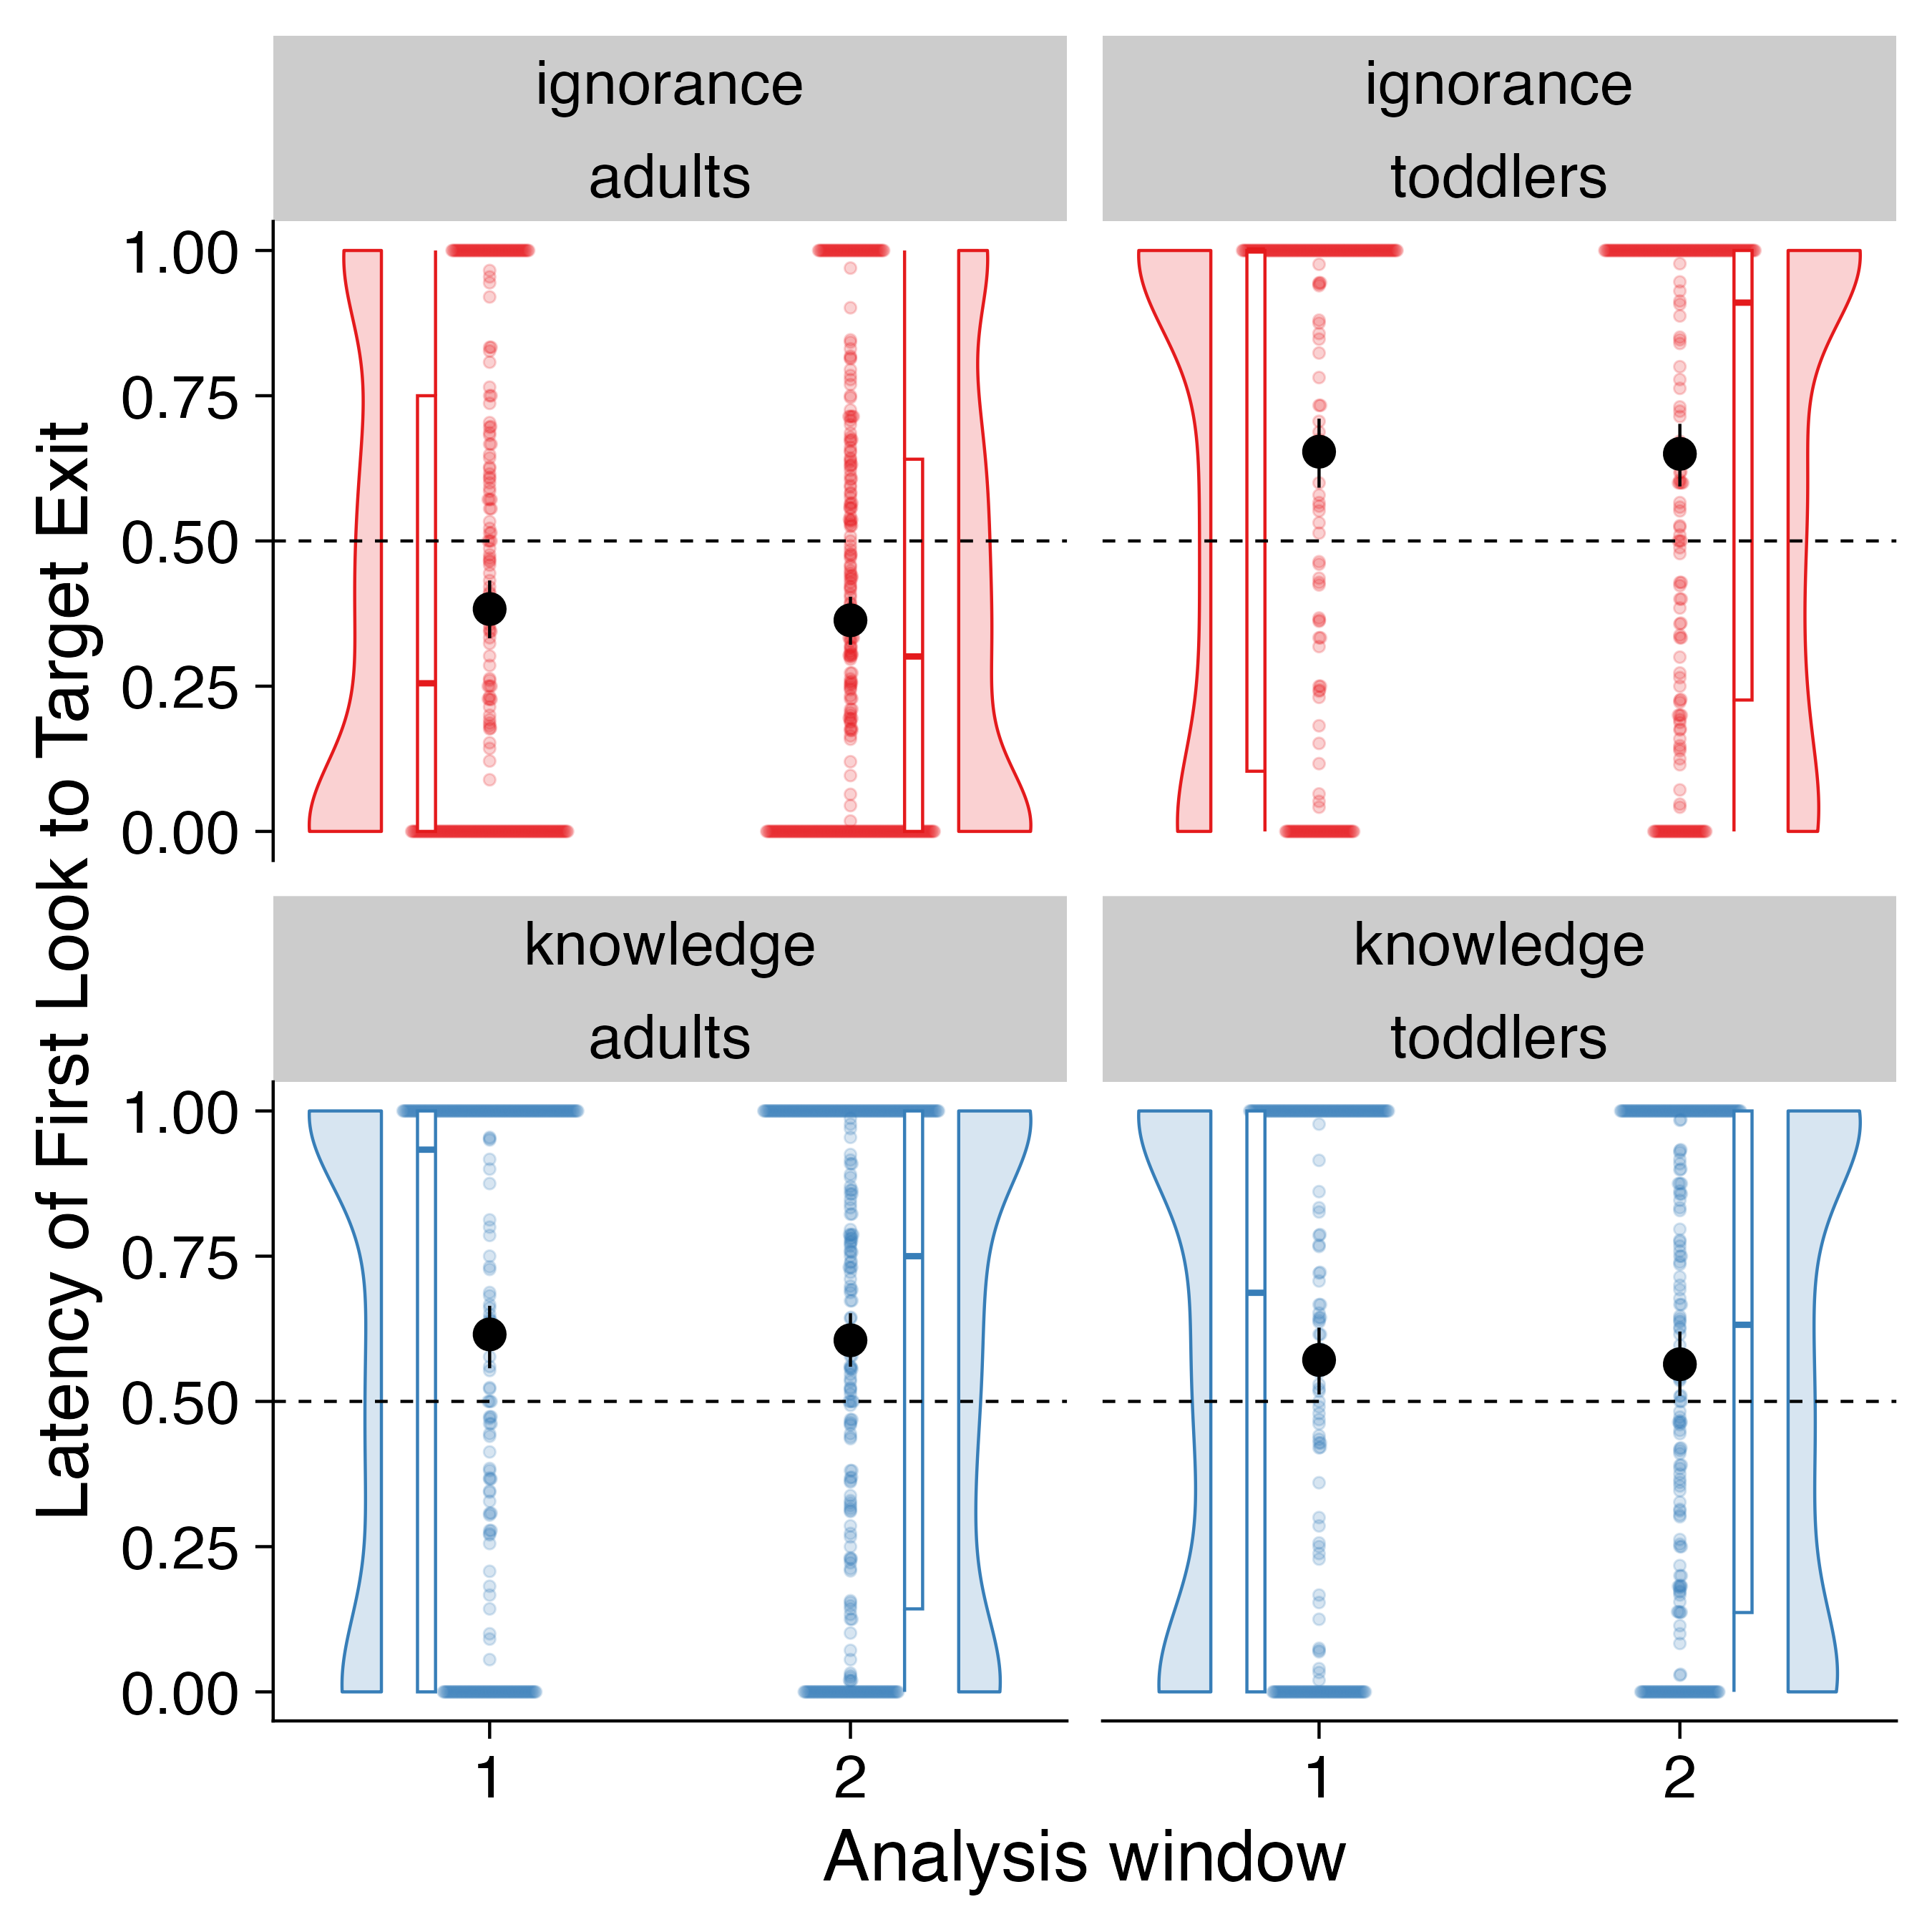 ignorance
adults
ignorance
toddlers
1.00
0.75
0.50
0.25
0.00
knowledge
adults
knowledge
toddlers
1.00
0.75
0.50
0.25
0.00
1
2
1
2
Analysis window
Latency of First Look to Target Exit